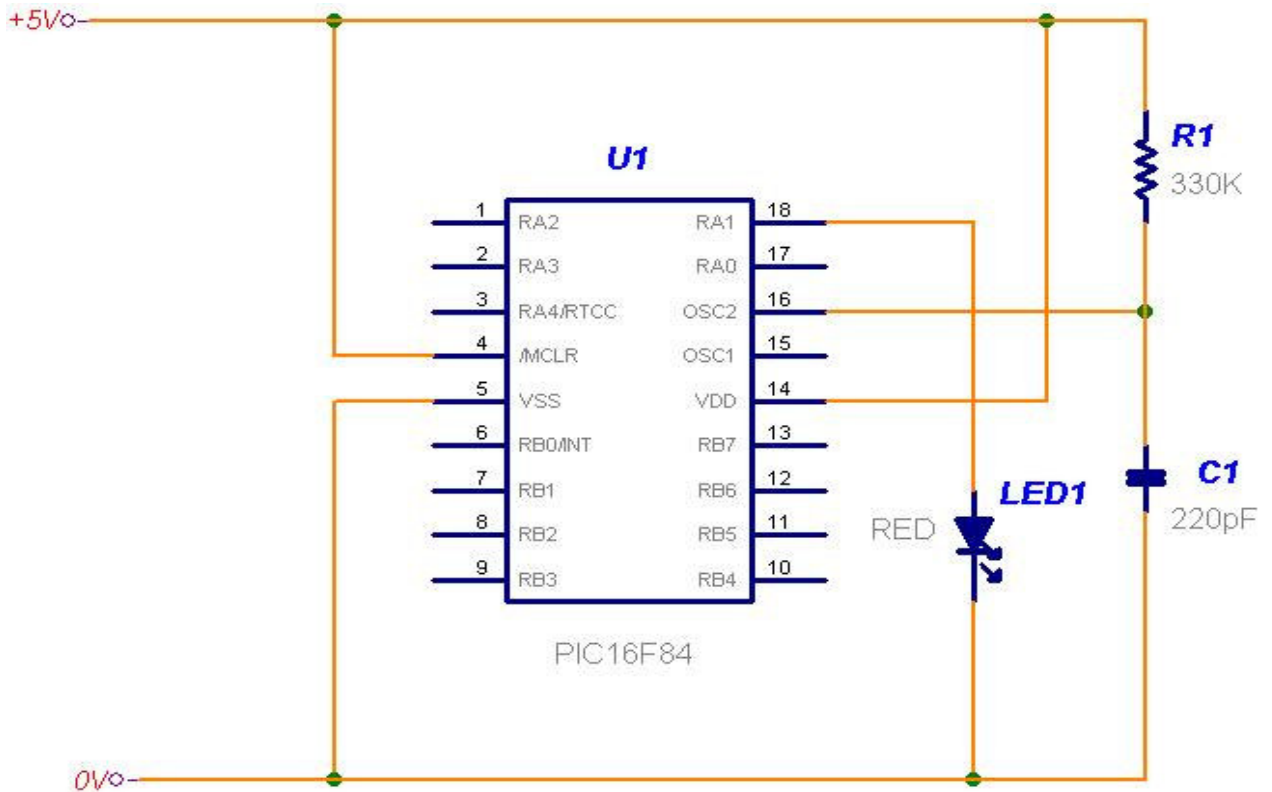 +5V
R1
330K
U1
1 RA2 RA1 18
2 RA3 RA0 17
3 RA4/RTCC OSC2 16
4 /MCLR OSC1 15
5 VSS VDD 14
6 RB0/INT RB7 13
7 RB1 RB6 12
8 RB2 RB5 11
9 RB3 RB4 10
LED1
RED
C1
220pF
PIC16F84
0V